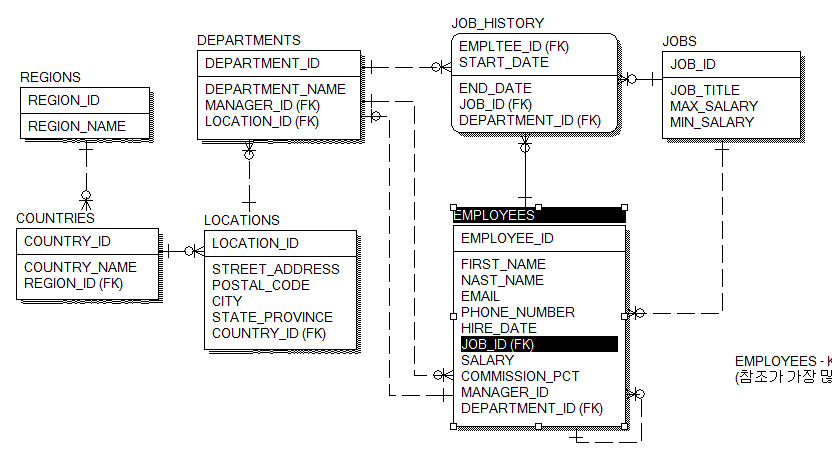 REGIONS
REGION_ID
REGION_NAME
COUNTRIES
COUNTRY_ID
COUNTRY_NAME
REGION_ID (FK)
DEPARTMENTS
DEPARTMENT_ID
DEPARTMENT_NAME
MANAGER_ID (FK)
LOCATION_ID (FK)
LOCATIONS
LOCATION_ID
STREET_ADDRESS
POSTAL_CODE
CITY
STATE_PROVINCE
COUNTRY_ID (FK)
JOB_HISTORY
EMPLTEE_ID (FK)
START_DATE
END_DATE
JOB_ID (FK)
DEPARTMENT_ID (FK)
EMPLOYEES
EMPLOYEE_ID
FIRST_NAME
NAST_NAME
EMAIL
PHONE_NUMBER
HIRE_DATE
JOB_ID (FK)
SALARY
COMMISSION_PCT
MANAGER_ID
DEPARTMENT_ID (FK)
JOBS
JOB_ID
JOB_TITLE
MAX_SALARY
MIN_SALARY
EMPLOYEES -
(참조가 가장